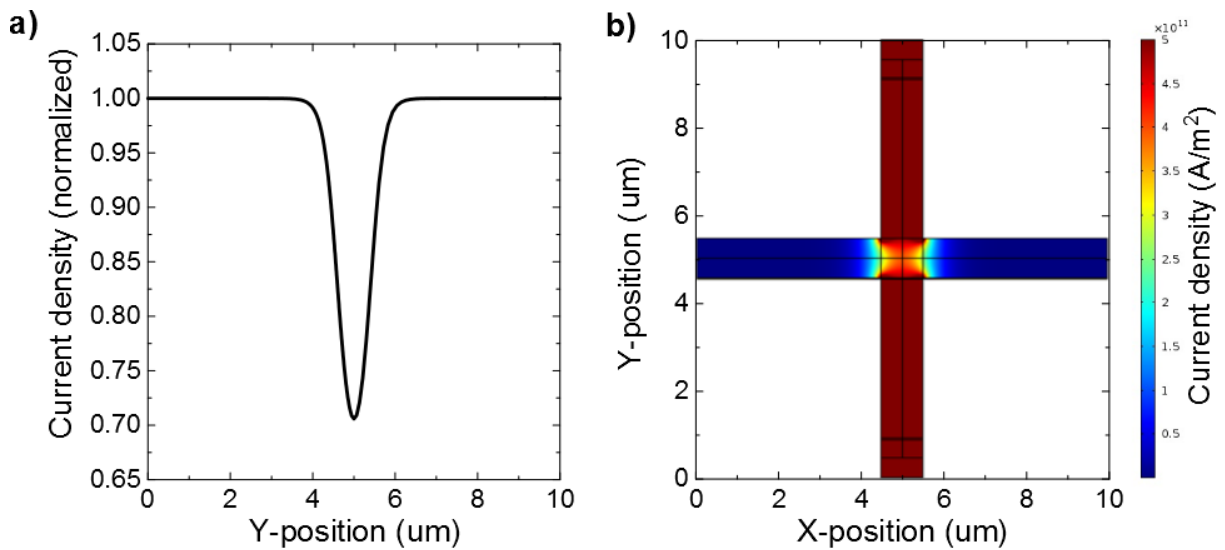 a)
1.05
1.00
0.95
0.90
0.85
0.80
0.75
0.70
0.65
Current density (normalized)
0 2 4 6 8 10
Y-position (um)
b)
10
8
6
4
2
0
Y-position (um)
0 2 4 6 8 10
X-position (um)
×10¹¹
5
4.5
4
3.5
3
2.5
2
1.5
1
0.5
Current density (A/m²)